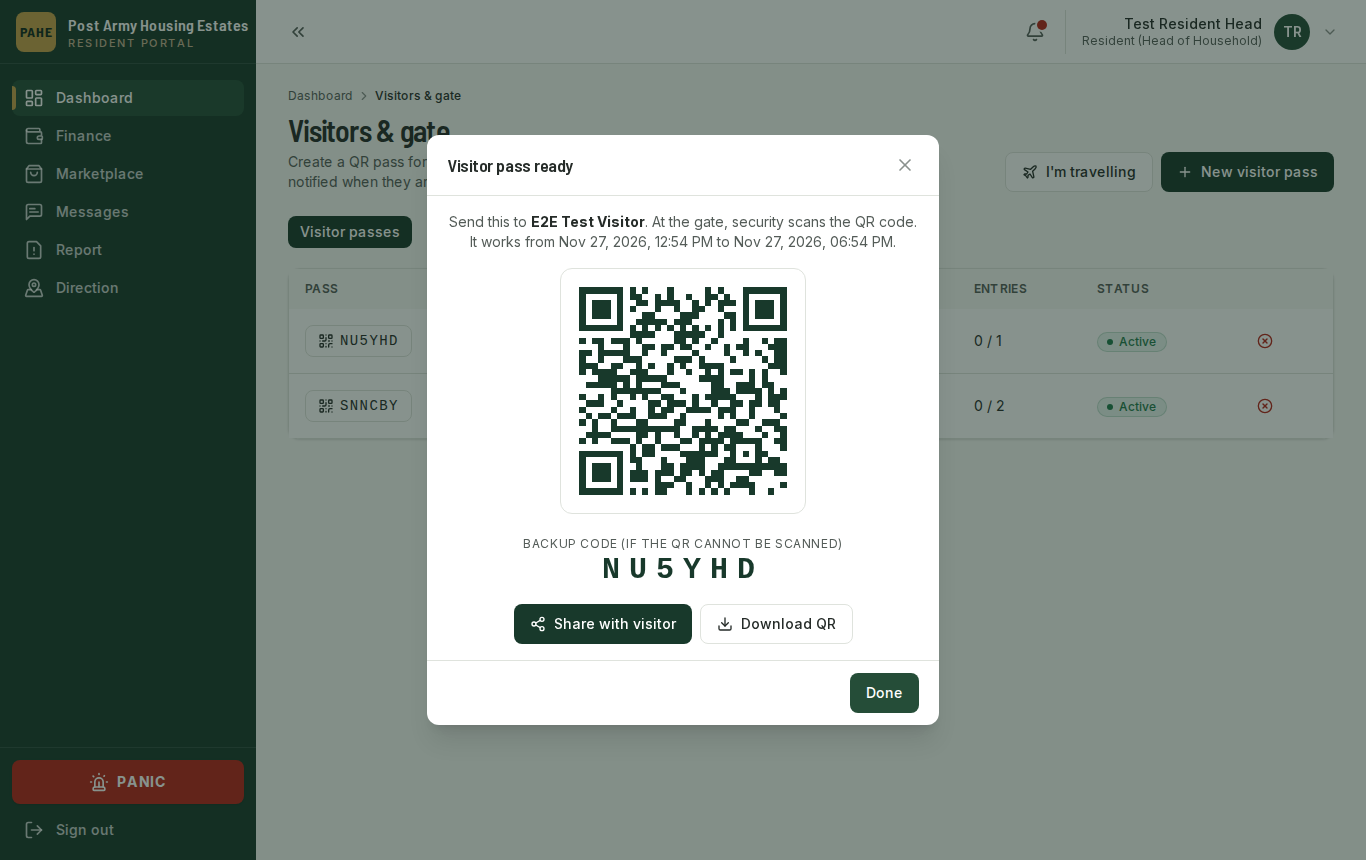 PAHE
Post Army Housing Estates
RESIDENT PORTAL
Dashboard
Finance
Marketplace
Messages
Report
Direction
PANIC
Sign out
Test Resident Head
Resident (Head of Household)
TR
Dashboard
Visitors & gate
Visitors & gate
Create a QR pass for
notified when they
I'm travelling
New visitor pass
Visitor passes
PASS
ENTRIES
STATUS
NU5YHD
0 / 1
Active
SNNCBY
0 / 2
Active
Visitor pass ready
Send this to E2E Test Visitor. At the gate, security scans the QR code.
It works from Nov 27, 2026, 12:54 PM to Nov 27, 2026, 06:54 PM.
BACKUP CODE (IF THE QR CANNOT BE SCANNED)
NU5YHD
Share with visitor
Download QR
Done